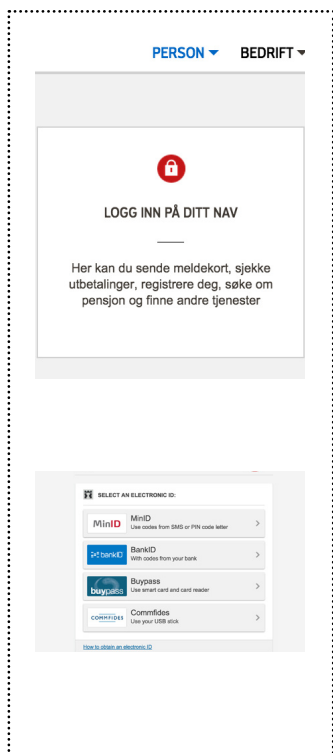 PERSON BEDRIFT
LOGG INN PÅ DITT NAV
Her kan du sende meldekort, sjekke
utbetalinger, registrere deg, søke om
pensjon og finne andre tjenester
SELECT AN ELECTRONIC ID:
MinID
MinID
Use codes from SMS or PIN code letter
bankID
BankID
With codes from your bank
buypass
Buypass
Use smart card and card reader
COMMFIDES
Commfides
Use your USB stick
How to obtain an electronic ID